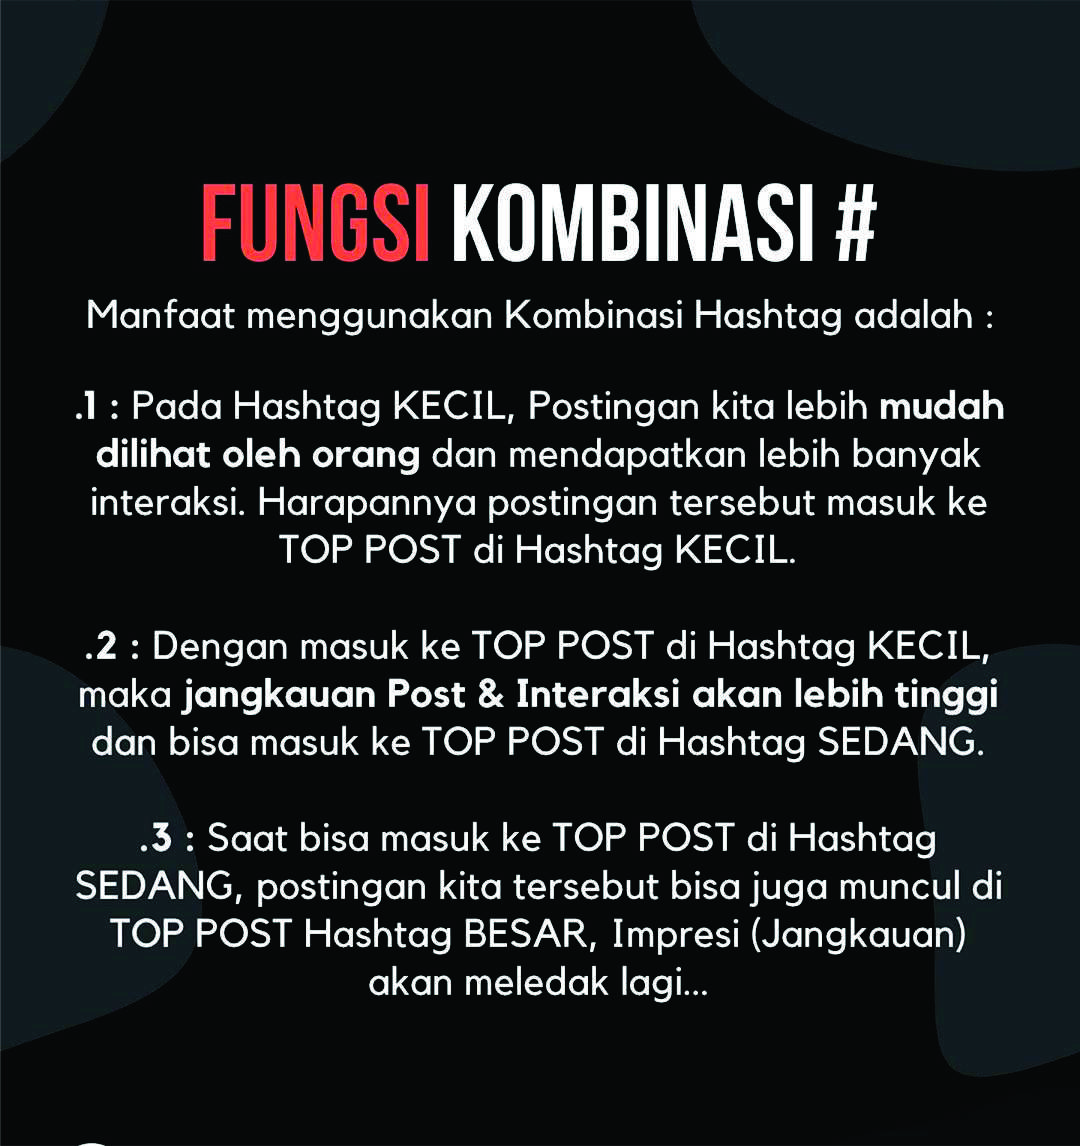 FUNGSI KOMBINASI #
Manfaat menggunakan Kombinasi Hashtag adalah :
.1 : Pada Hashtag KECIL, Postingan kita lebih mudah
dilihat oleh orang dan mendapatkan lebih banyak
interaksi. Harapannya postingan tersebut masuk ke
TOP POST di Hashtag KECIL.
.2 : Dengan masuk ke TOP POST di Hashtag KECIL,
maka jangkauan Post & Interaksi akan lebih tinggi
dan bisa masuk ke TOP POST di Hashtag SEDANG.
.3 : Saat bisa masuk ke TOP POST di Hashtag
SEDANG, postingan kita tersebut bisa juga muncul di
TOP POST Hashtag BESAR, Impresi (Jangkauan)
akan meledak lagi...